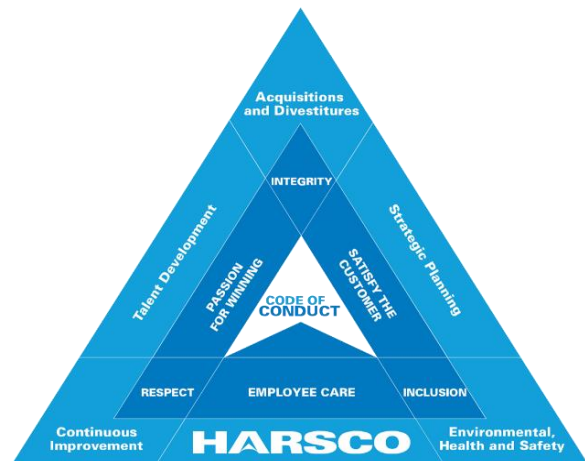 Acquisitions
and Divestitures
INTEGRITY
Talent Development
PASSION
FOR WINNING
SATISFY THE
CUSTOMER
Strategic Planning
CODE OF
CONDUCT
RESPECT
EMPLOYEE CARE
INCLUSION
Continuous
Improvement
HARSCO
Environmental,
Health and Safety